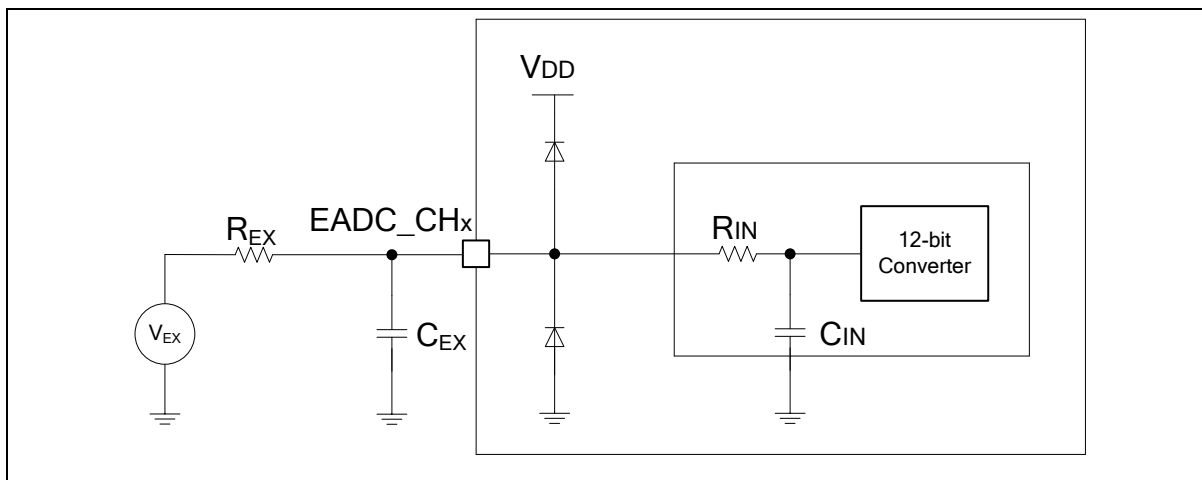 VDD
EADC_CHx
REX
RIN
12-bit
Converter
VEX
CEX
CIN